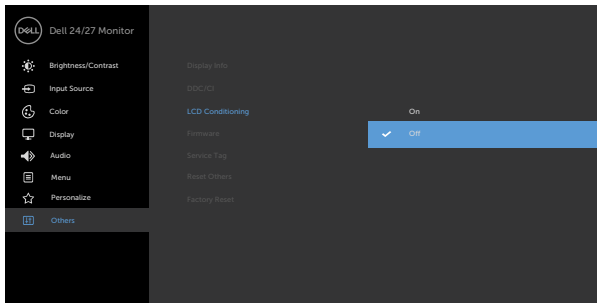 DELL Dell 24/27 Monitor
Brightness/Contrast Display Info
Input Source DDC/CI
Color LCD Conditioning On
Display Firmware Off
Audio Service Tag
Menu Reset Others
Personalize Factory Reset
Others